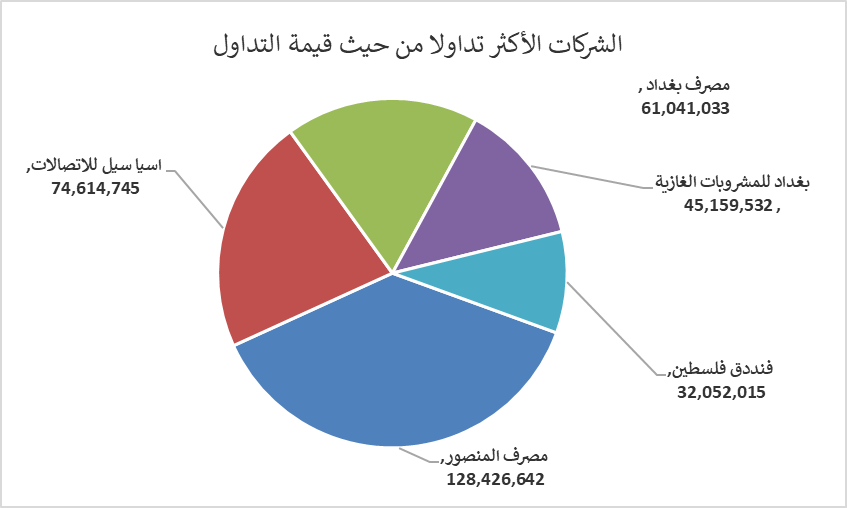 الشركات الأكثر تداولا من حيث قيمة التداول
مصرف بغداد ,
61,041,033
بغداد للمشروبات الغازية
45,159,532 ,
اسيا سيل للاتصالات,
74,614,745
فنددق فلسطين,
32,052,015
مصرف المنصور,
128,426,642